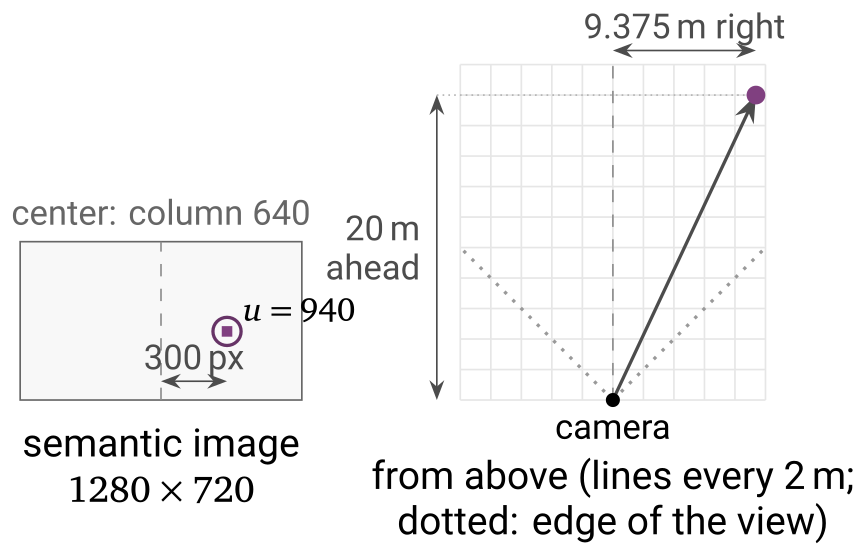 9.375 m right
center: column 640
20 m
ahead
u = 940
300 px
camera
semantic image
1280 × 720
from above (lines every 2 m;
dotted: edge of the view)